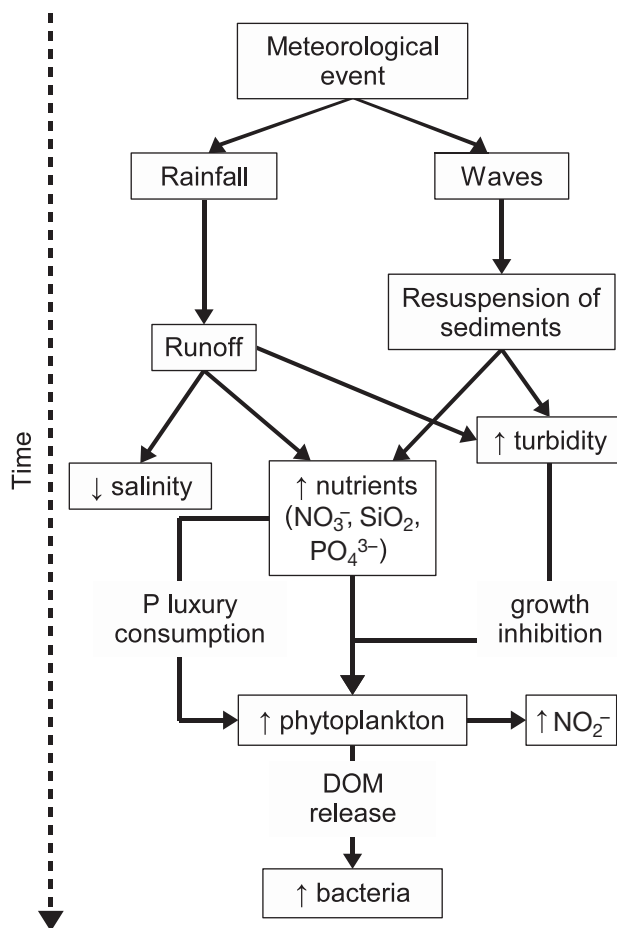 Meteorological
event
Rainfall
Waves
Resuspension of
sediments
Runoff
↑ turbidity
Time
↓ salinity
↑ nutrients
(NO₃⁻, SiO₂,
PO₄³⁻)
P luxury
consumption
growth
inhibition
↑ phytoplankton
↑ NO₂⁻
DOM
release
↑ bacteria